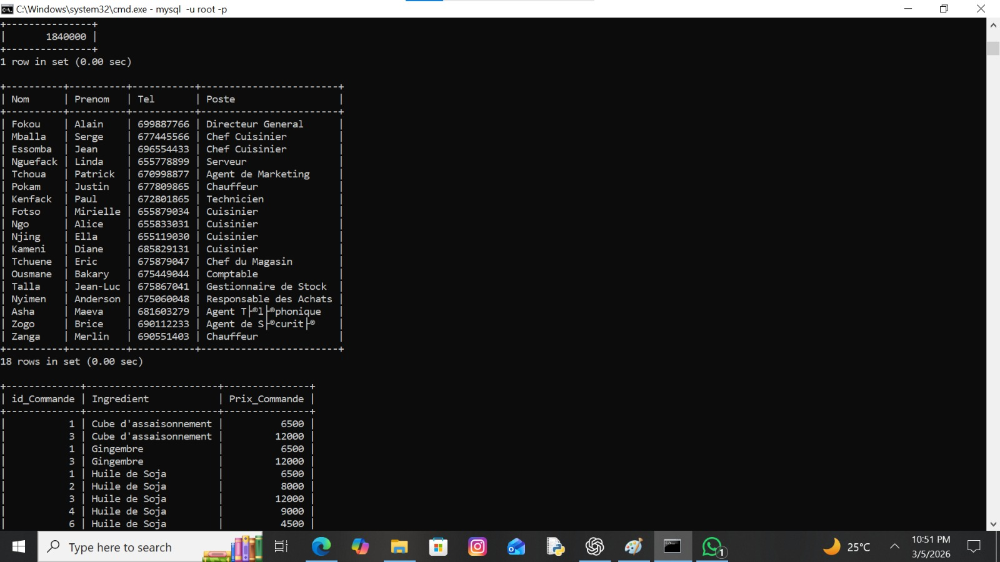 C:\Windows\system32\cmd.exe - mysql  -u root -p
+---------------+
|       1840000 |
+---------------+
1 row in set (0.00 sec)
+----------+----------+-----------+------------------------+
| Nom      | Prenom   | Tel       | Poste                  |
+----------+----------+-----------+------------------------+
| Fokou    | Alain    | 699887766 | Directeur General      |
| Mballa   | Serge    | 677445566 | Chef Cuisinier         |
| Essomba  | Jean     | 696554433 | Chef Cuisinier         |
| Nguefack | Linda    | 655778899 | Serveur                |
| Tchoua   | Patrick  | 670998877 | Agent de Marketing     |
| Pokam    | Justin   | 677809865 | Chauffeur              |
| Kenfack  | Paul     | 672801865 | Technicien             |
| Fotso    | Mirielle | 655879034 | Cuisinier              |
| Ngo      | Alice    | 655833031 | Cuisinier              |
| Njing    | Ella     | 655119030 | Cuisinier              |
| Kameni   | Diane    | 685829131 | Cuisinier              |
| Tchuene  | Eric     | 675879047 | Chef du Magasin        |
| Ousmane  | Bakary   | 675449044 | Comptable              |
| Talla    | Jean-Luc | 675867041 | Gestionnaire de Stock  |
| Nyimen   | Anderson | 675060048 | Responsable des Achats |
| Asha     | Maeva    | 681603279 | Agent T├®l├®phonique   |
| Zogo     | Brice    | 690112233 | Agent de S├®curit├®    |
| Zanga    | Merlin   | 690551403 | Chauffeur              |
+----------+----------+-----------+------------------------+
18 rows in set (0.00 sec)
+-------------+-----------------------+---------------+
| id_Commande | Ingredient            | Prix_Commande |
+-------------+-----------------------+---------------+
|           1 | Cube d'assaisonnement |          6500 |
|           3 | Cube d'assaisonnement |         12000 |
|           1 | Gingembre             |          6500 |
|           3 | Gingembre             |         12000 |
|           1 | Huile de Soja         |          6500 |
|           2 | Huile de Soja         |          8000 |
|           3 | Huile de Soja         |         12000 |
|           4 | Huile de Soja         |          9000 |
|           6 | Huile de Soja         |          4500 |
Type here to search
1
25°C
10:51 PM
3/5/2026